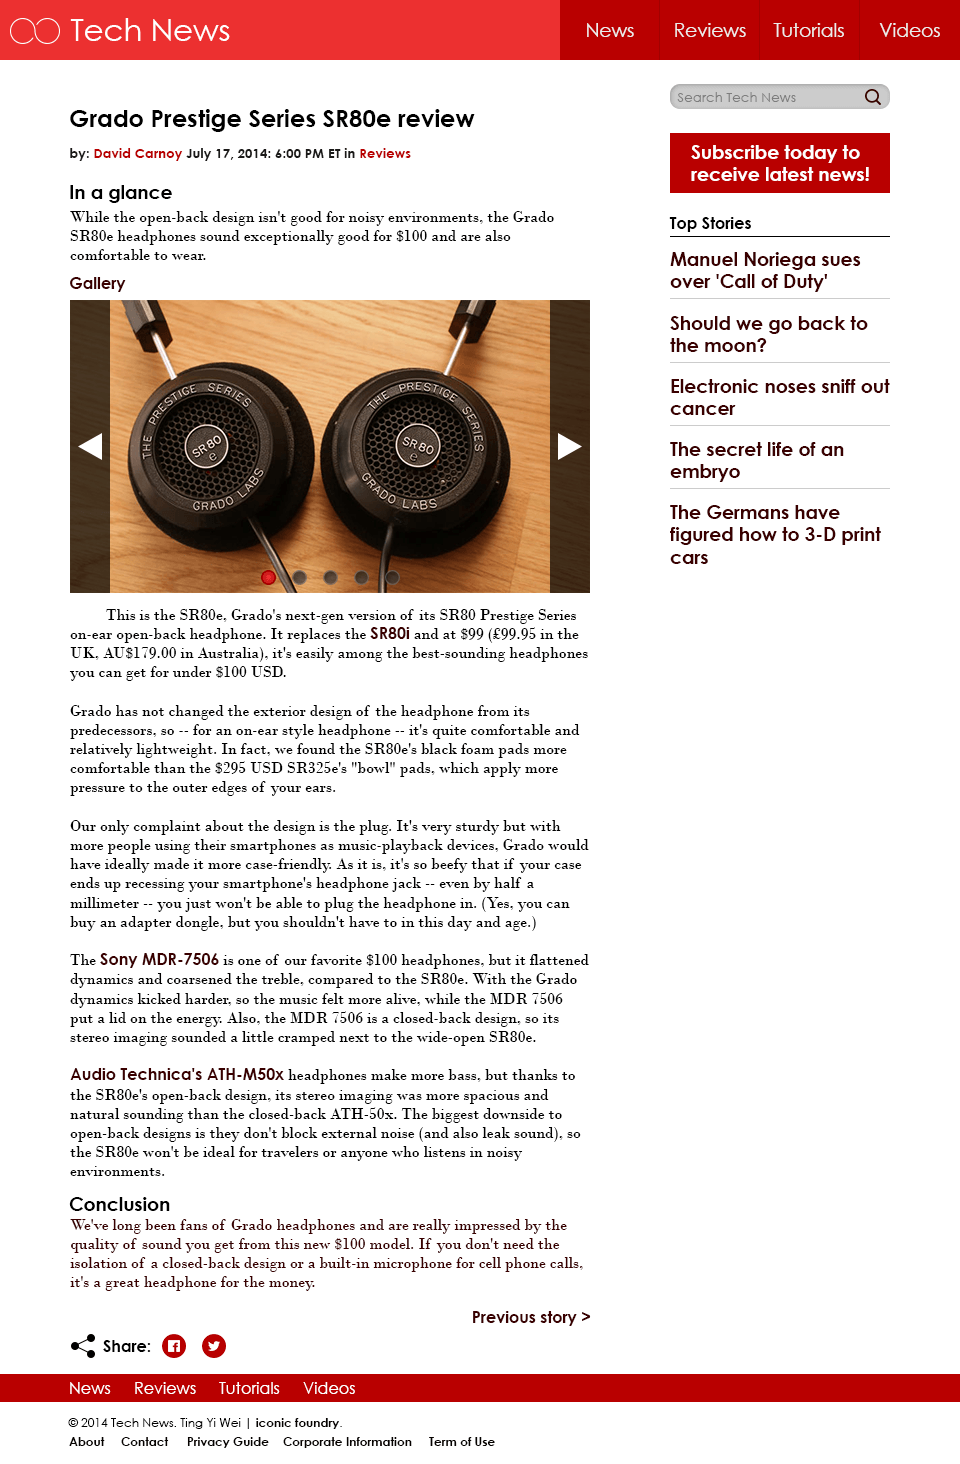 Tech News
News Reviews Tutorials Videos
Search Tech News
Grado Prestige Series SR80e review
by: David Carnoy July 17, 2014: 6:00 PM ET in Reviews
In a glance
While the open-back design isn't good for noisy environments, the Grado
SR80e headphones sound exceptionally good for $100 and are also
comfortable to wear.
Gallery
THE PRESTIGE SERIES
SR80
e
GRADO LABS
THE PRESTIGE SERIES
SR80
e
GRADO LABS
This is the SR80e, Grado's next-gen version of its SR80 Prestige Series
on-ear open-back headphone. It replaces the SR80i and at $99 (£99.95 in the
UK, AU$179.00 in Australia), it's easily among the best-sounding headphones
you can get for under $100 USD.
Grado has not changed the exterior design of the headphone from its
predecessors, so -- for an on-ear style headphone -- it's quite comfortable and
relatively lightweight. In fact, we found the SR80e's black foam pads more
comfortable than the $295 USD SR325e's "bowl" pads, which apply more
pressure to the outer edges of your ears.
Our only complaint about the design is the plug. It's very sturdy but with
more people using their smartphones as music-playback devices, Grado would
have ideally made it more case-friendly. As it is, it's so beefy that if your case
ends up recessing your smartphone's headphone jack -- even by half a
millimeter -- you just won't be able to plug the headphone in. (Yes, you can
buy an adapter dongle, but you shouldn't have to in this day and age.)
The Sony MDR-7506 is one of our favorite $100 headphones, but it flattened
dynamics and coarsened the treble, compared to the SR80e. With the Grado
dynamics kicked harder, so the music felt more alive, while the MDR 7506
put a lid on the energy. Also, the MDR 7506 is a closed-back design, so its
stereo imaging sounded a little cramped next to the wide-open SR80e.
Audio Technica's ATH-M50x headphones make more bass, but thanks to
the SR80e's open-back design, its stereo imaging was more spacious and
natural sounding than the closed-back ATH-50x. The biggest downside to
open-back designs is they don't block external noise (and also leak sound), so
the SR80e won't be ideal for travelers or anyone who listens in noisy
environments.
Conclusion
We've long been fans of Grado headphones and are really impressed by the
quality of sound you get from this new $100 model. If you don't need the
isolation of a closed-back design or a built-in microphone for cell phone calls,
it's a great headphone for the money.
Previous story >
Share:
Subscribe today to
receive latest news!
Top Stories
Manuel Noriega sues
over 'Call of Duty'
Should we go back to
the moon?
Electronic noses sniff out
cancer
The secret life of an
embryo
The Germans have
figured how to 3-D print
cars
News Reviews Tutorials Videos
© 2014 Tech News. Ting Yi Wei | iconic foundry.
About Contact Privacy Guide Corporate Information Term of Use